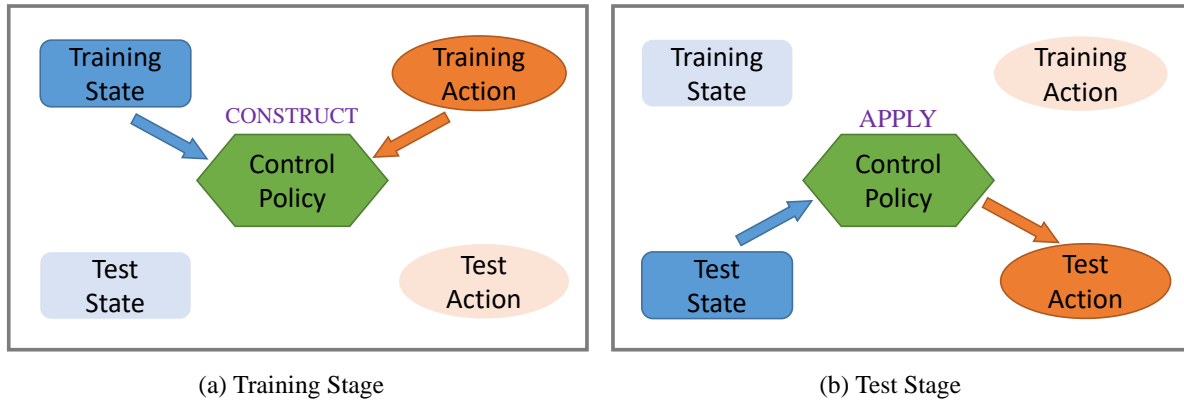 Training
State
Training
Action
CONSTRUCT
Control
Policy
Test
State
Test
Action
(a) Training Stage
Training
State
Training
Action
APPLY
Control
Policy
Test
State
Test
Action
(b) Test Stage